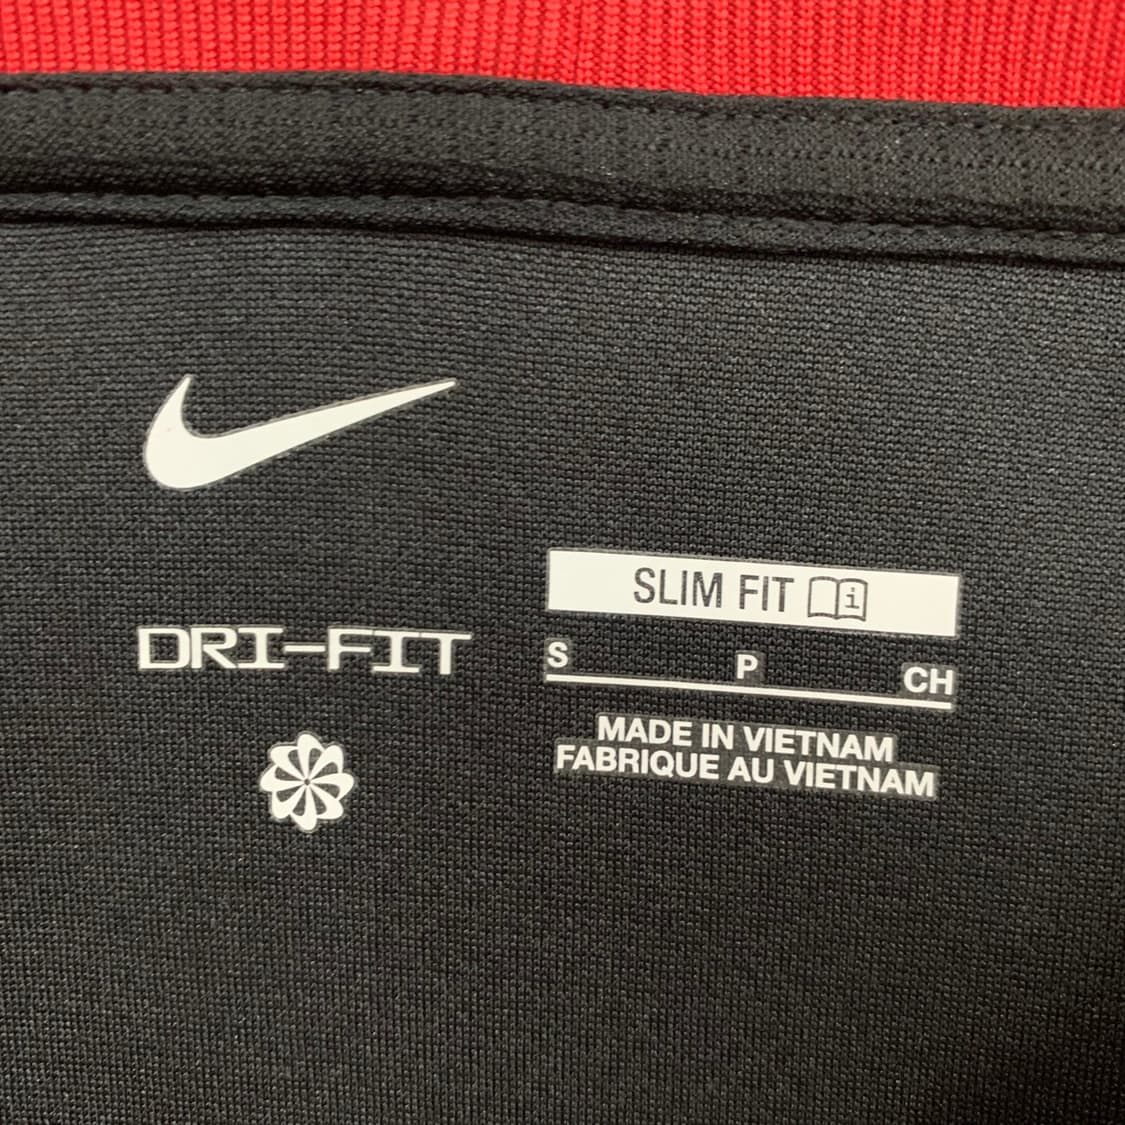 DRI-FIT
SLIM FIT i
S P CH
MADE IN VIETNAM
FABRIQUE AU VIETNAM